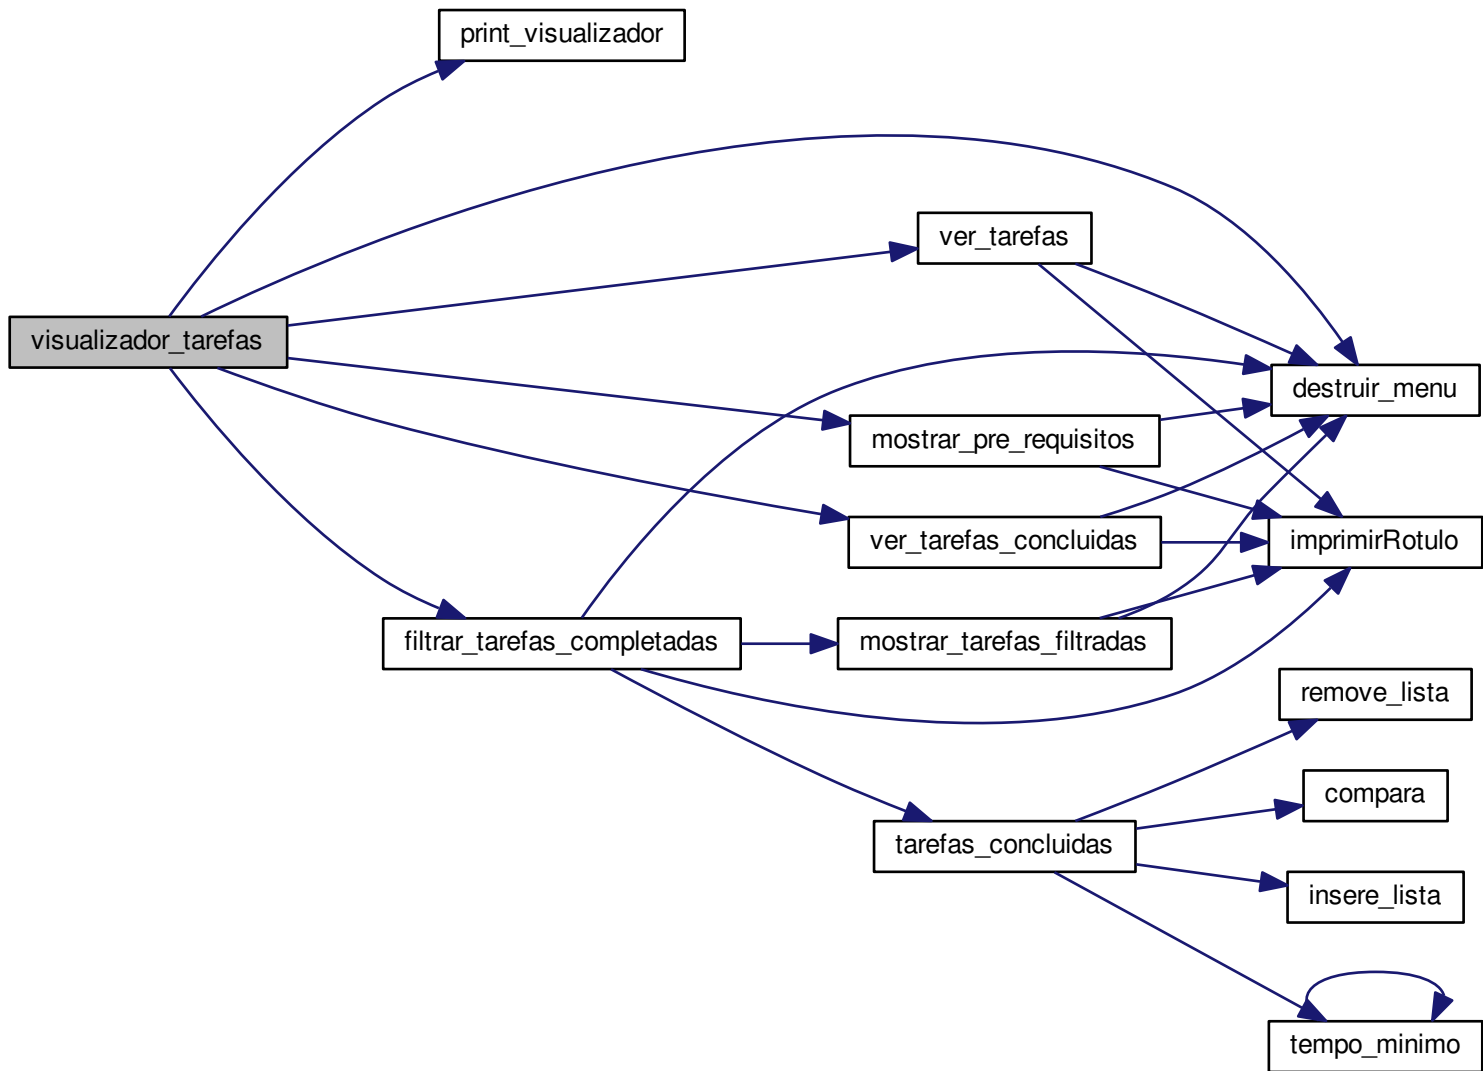 print_visualizador
ver_tarefas
visualizador_tarefas
destruir_menu
mostrar_pre_requisitos
ver_tarefas_concluidas
imprimirRotulo
filtrar_tarefas_completadas
mostrar_tarefas_filtradas
remove_lista
compara
tarefas_concluidas
insere_lista
tempo_minimo